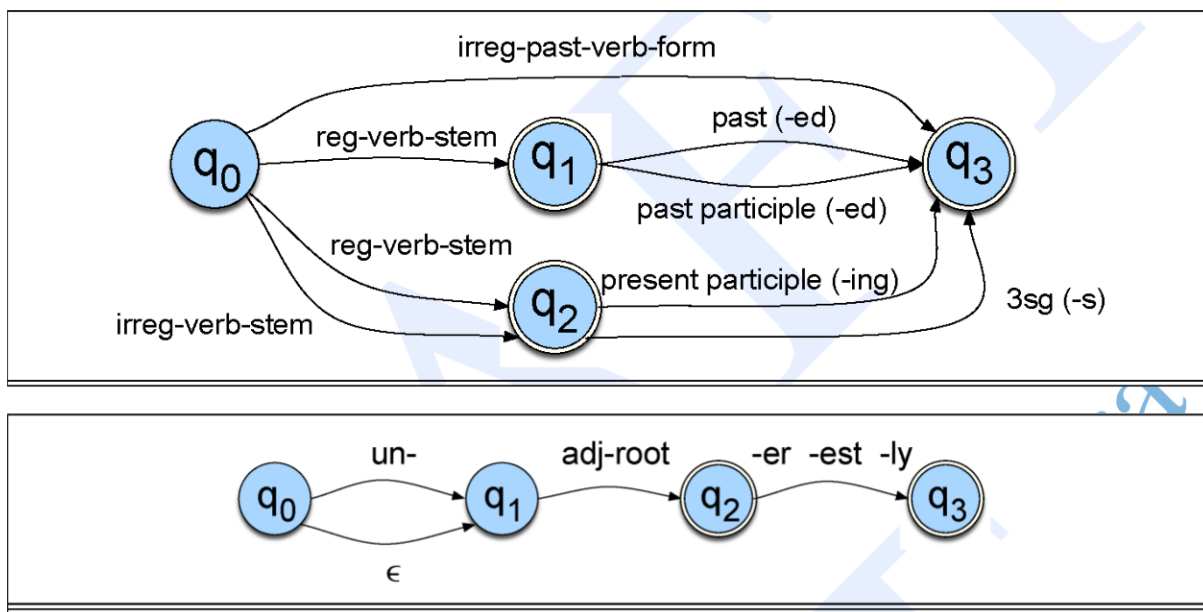 irreg-past-verb-form
reg-verb-stem
past (-ed)
q0
q1
q3
past participle (-ed)
reg-verb-stem
present participle (-ing)
q2
3sg (-s)
irreg-verb-stem
un-
adj-root
-er -est -ly
q0
q1
q2
q3
ϵ